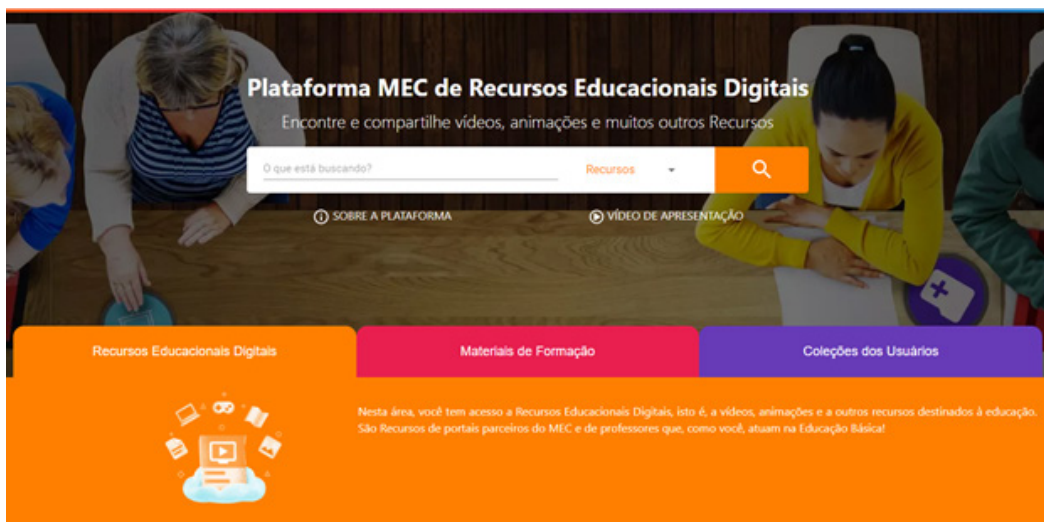 Plataforma MEC de Recursos Educacionais Digitais
Encontre e compartilhe vídeos, animações e muitos outros Recursos
O que está buscando?
Recursos
SOBRE A PLATAFORMA
VÍDEO DE APRESENTAÇÃO
Recursos Educacionais Digitais
Materiais de Formação
Coleções dos Usuários
Nesta área, você tem acesso a Recursos Educacionais Digitais, isto é, a vídeos, animações e a outros recursos destinados à educação.
São Recursos de portais parceiros do MEC e de professores que, como você, atuam na Educação Básica!